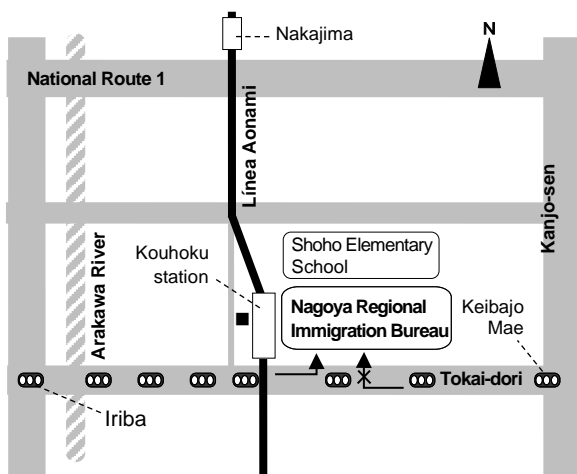 Nakajima
N
National Route 1
Línea Aonami
Kanjo-sen
Arakawa River
Kouhoku
station
Shoho Elementary
School
Nagoya Regional
Immigration Bureau
Keibajo
Mae
Tokai-dori
Iriba